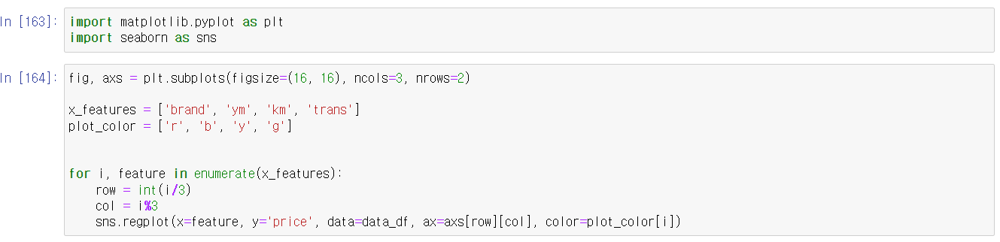 In [163]:
import matplotlib.pyplot as plt
import seaborn as sns
In [164]:
fig, axs = plt.subplots(figsize=(16, 16), ncols=3, nrows=2)
x_features = ['brand', 'ym', 'km', 'trans']
plot_color = ['r', 'b', 'y', 'g']
for i, feature in enumerate(x_features):
    row = int(i/3)
    col = i%3
    sns.regplot(x=feature, y='price', data=data_df, ax=axs[row][col], color=plot_color[i])